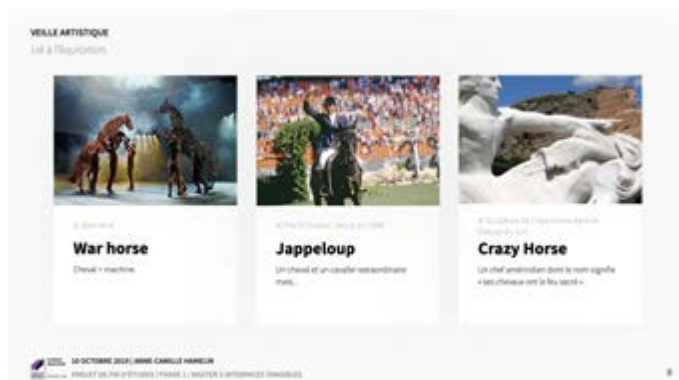 VEILLE ARTISTIQUE
Lié à l'équitation
War horse
Jappeloup
Crazy Horse
Cheval + machine.
Un cheval et un cavalier extraordinaire
mais...
Un chef amérindien dont le nom signifie
« ses chevaux ont le feu sacré ».
10 OCTOBRE 2019 | ANNE-CAMILLE HAMELIN
PROJET DE FIN D'ÉTUDES | PHASE 1 / MASTER 2 INTERFACES TANGIBLES